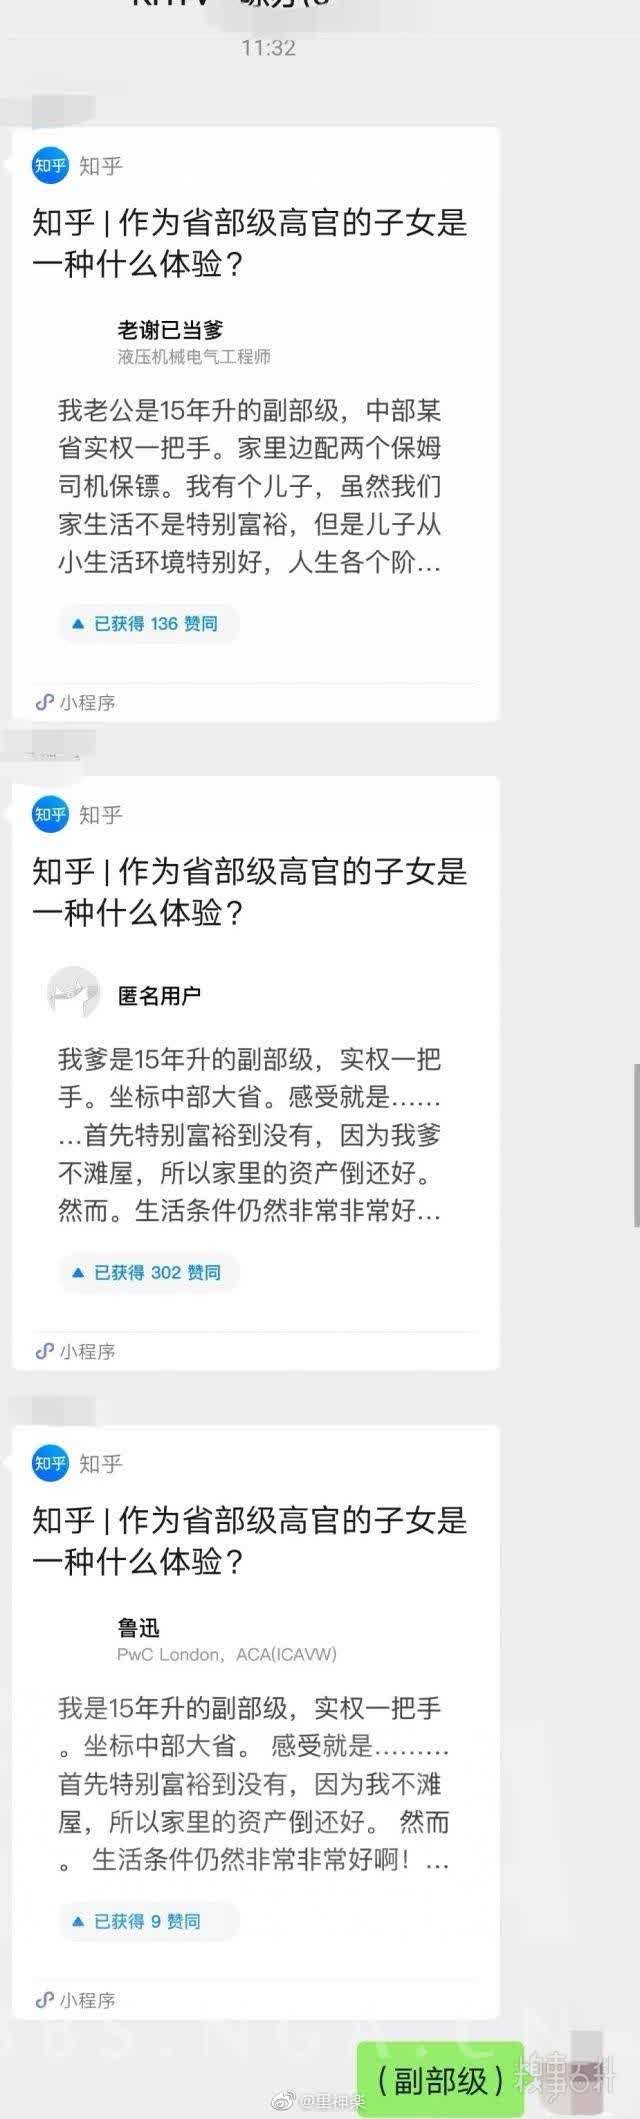 11:32
知乎 知乎
知乎 | 作为省部级高官的子女是
一种什么体验?
老谢已当爹
液压机械电气工程师
我老公是15年升的副部级，中部某
省实权一把手。家里边配两个保姆
司机保镖。我有个儿子，虽然我们
家生活不是特别富裕，但是儿子从
小生活环境特别好，人生各个阶...
已获得 136 赞同
小程序
知乎 知乎
知乎 | 作为省部级高官的子女是
一种什么体验?
匿名用户
我爹是15年升的副部级，实权一把
手。坐标中部大省。感受就是......
...首先特别富裕到没有，因为我爹
不滩屋，所以家里的资产倒还好。
然而。生活条件仍然非常非常好...
已获得 302 赞同
小程序
知乎 知乎
知乎 | 作为省部级高官的子女是
一种什么体验?
鲁迅
PwC London，ACA(ICAVW)
我是15年升的副部级，实权一把手
。坐标中部大省。 感受就是.........
首先特别富裕到没有，因为我不滩
屋，所以家里的资产倒还好。 然而
。 生活条件仍然非常非常好啊！...
已获得 9 赞同
小程序
BBS.NGA.CN
（副部级）
糗事百科
@里神楽